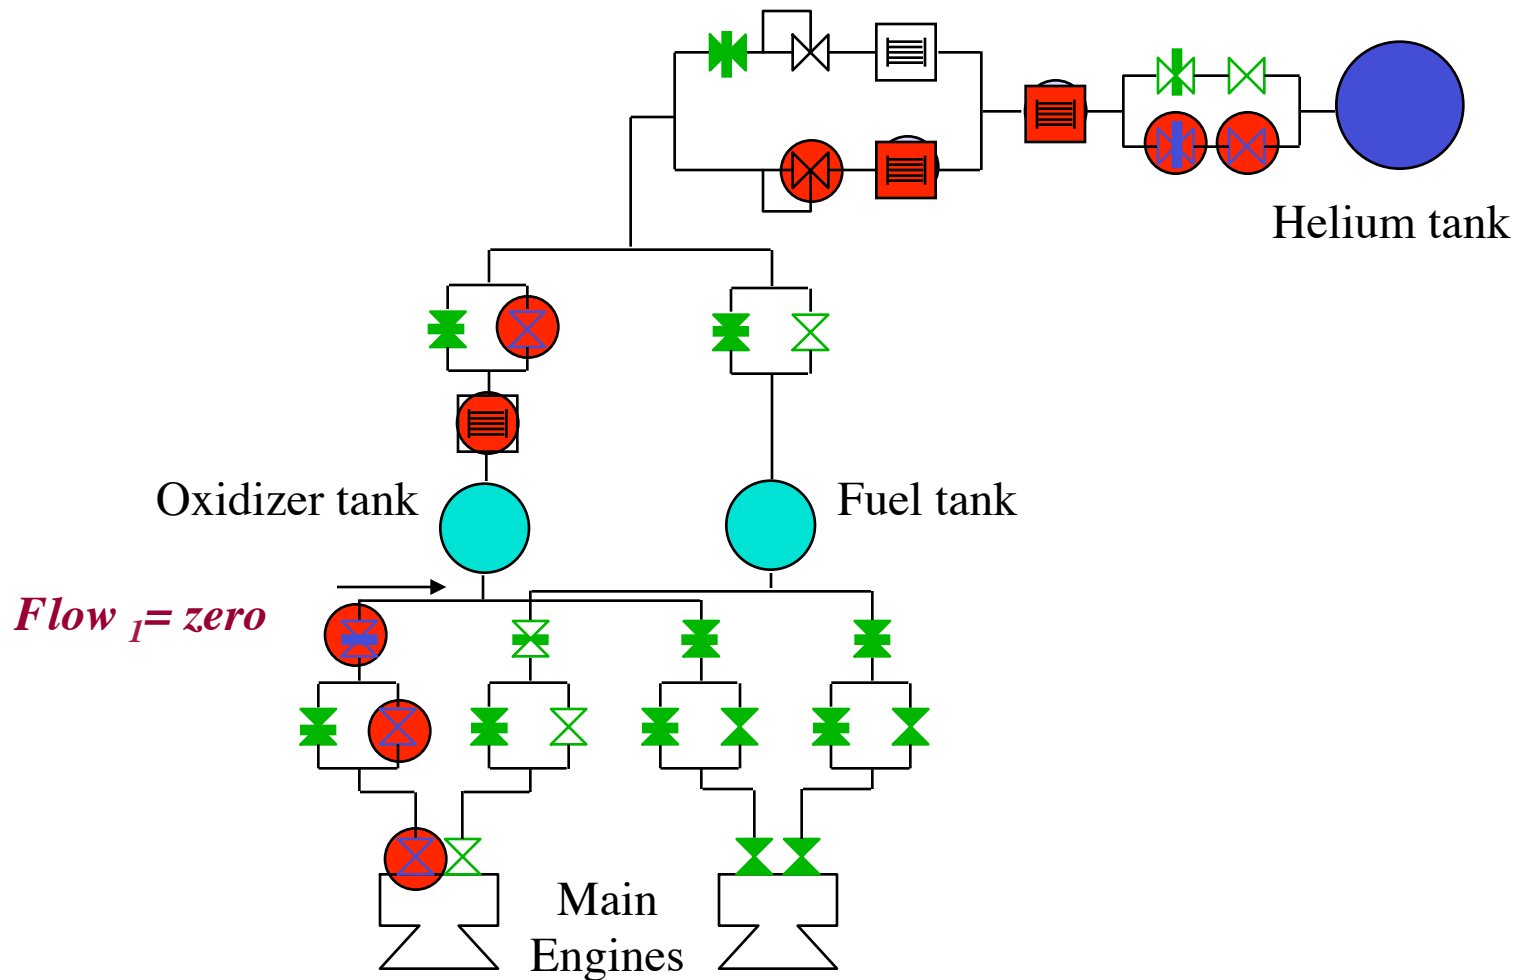 Helium tank
Oxidizer tank
Fuel tank
Flow 1= zero
Main
Engines